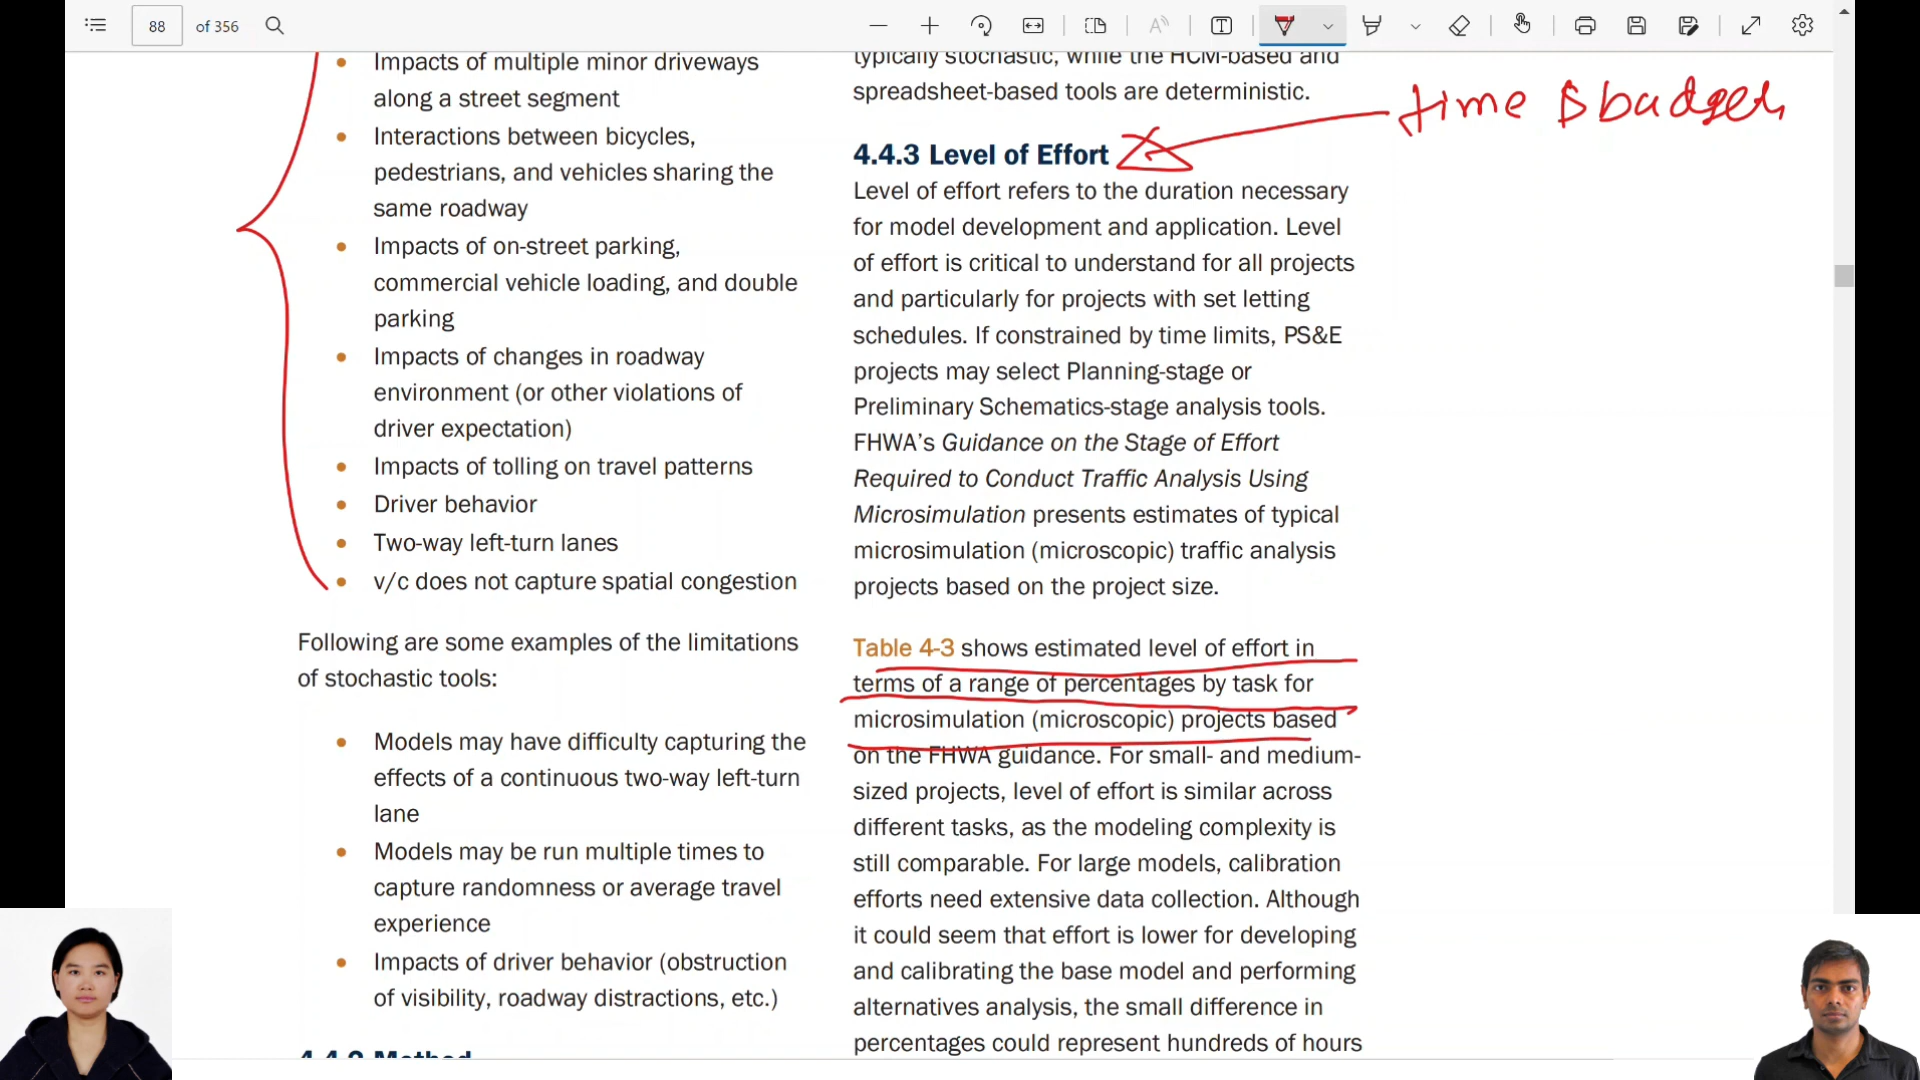 88
of 356
Impacts of multiple minor driveways
along a street segment
Interactions between bicycles,
pedestrians, and vehicles sharing the
same roadway
Impacts of on-street parking,
commercial vehicle loading, and double
parking
Impacts of changes in roadway
environment (or other violations of
driver expectation)
Impacts of tolling on travel patterns
Driver behavior
Two-way left-turn lanes
v/c does not capture spatial congestion
Following are some examples of the limitations
of stochastic tools:
Models may have difficulty capturing the
effects of a continuous two-way left-turn
lane
Models may be run multiple times to
capture randomness or average travel
experience
Impacts of driver behavior (obstruction
of visibility, roadway distractions, etc.)
4.4.2 Method
typically stochastic, while the HCM-based and
spreadsheet-based tools are deterministic.
time $ budget
4.4.3 Level of Effort
Level of effort refers to the duration necessary
for model development and application. Level
of effort is critical to understand for all projects
and particularly for projects with set letting
schedules. If constrained by time limits, PS&E
projects may select Planning-stage or
Preliminary Schematics-stage analysis tools.
FHWA's Guidance on the Stage of Effort
Required to Conduct Traffic Analysis Using
Microsimulation presents estimates of typical
microsimulation (microscopic) traffic analysis
projects based on the project size.
Table 4-3 shows estimated level of effort in
terms of a range of percentages by task for
microsimulation (microscopic) projects based
on the FHWA guidance. For small- and medium-
sized projects, level of effort is similar across
different tasks, as the modeling complexity is
still comparable. For large models, calibration
efforts need extensive data collection. Although
it could seem that effort is lower for developing
and calibrating the base model and performing
alternatives analysis, the small difference in
percentages could represent hundreds of hours